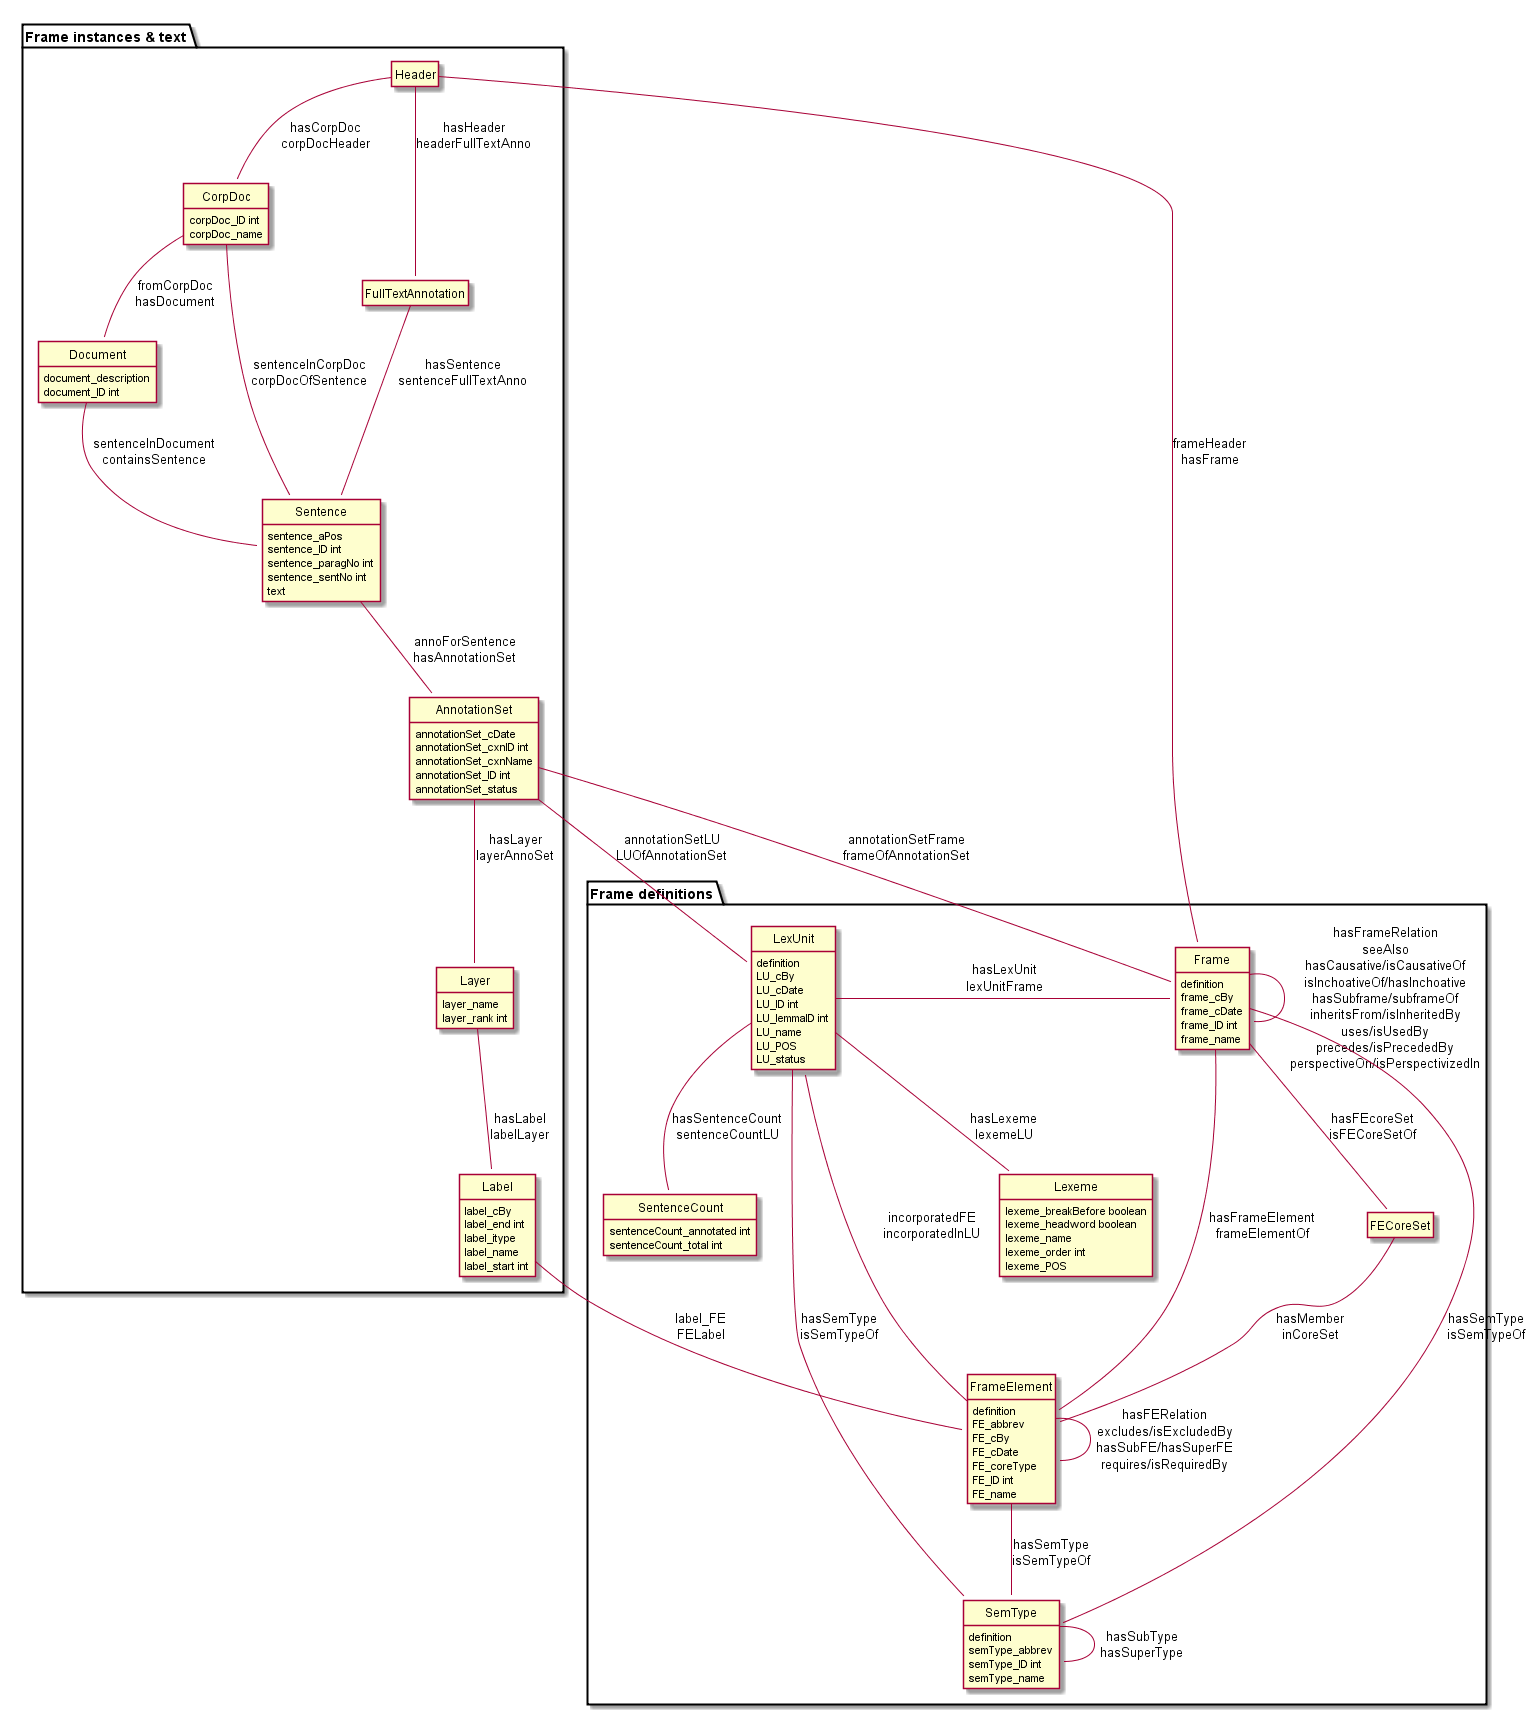 Frame instances & text
Header
hasCorpDoc
corpDocHeader
hasHeader
headerFullTextAnno
CorpDoc
corpDoc_ID int
corpDoc_name
fromCorpDoc
hasDocument
FullTextAnnotation
Document
document_description
document_ID int
sentenceInCorpDoc
corpDocOfSentence
hasSentence
sentenceFullTextAnno
sentenceInDocument
containsSentence
frameHeader
hasFrame
Sentence
sentence_aPos
sentence_ID int
sentence_paragNo int
sentence_sentNo int
text
annoForSentence
hasAnnotationSet
AnnotationSet
annotationSet_cDate
annotationSet_cxnID int
annotationSet_cxnName
annotationSet_ID int
annotationSet_status
hasLayer
layerAnnoSet
annotationSetLU
LUOfAnnotationSet
annotationSetFrame
frameOfAnnotationSet
Layer
layer_name
layer_rank int
hasLabel
labelLayer
Label
label_cBy
label_end int
label_itype
label_name
label_start int
label_FE
FELabel
Frame definitions
LexUnit
definition
LU_cBy
LU_cDate
LU_ID int
LU_lemmaID int
LU_name
LU_POS
LU_status
hasLexUnit
lexUnitFrame
Frame
definition
frame_cBy
frame_cDate
frame_ID int
frame_name
hasFrameRelation
seeAlso
hasCausative/isCausativeOf
isInchoativeOf/hasInchoative
hasSubframe/subframeOf
inheritsFrom/isInheritedBy
uses/isUsedBy
precedes/isPrecededBy
perspectiveOn/isPerspectivizedIn
hasSentenceCount
sentenceCountLU
hasLexeme
lexemeLU
hasFEcoreSet
isFECoreSetOf
SentenceCount
sentenceCount_annotated int
sentenceCount_total int
incorporatedFE
incorporatedInLU
Lexeme
lexeme_breakBefore boolean
lexeme_headword boolean
lexeme_name
lexeme_order int
lexeme_POS
hasFrameElement
frameElementOf
FECoreSet
hasSemType
isSemTypeOf
hasMember
inCoreSet
hasSemType
isSemTypeOf
FrameElement
definition
FE_abbrev
FE_cBy
FE_cDate
FE_coreType
FE_ID int
FE_name
hasFERelation
excludes/isExcludedBy
hasSubFE/hasSuperFE
requires/isRequiredBy
hasSemType
isSemTypeOf
SemType
definition
semType_abbrev
semType_ID int
semType_name
hasSubType
hasSuperType